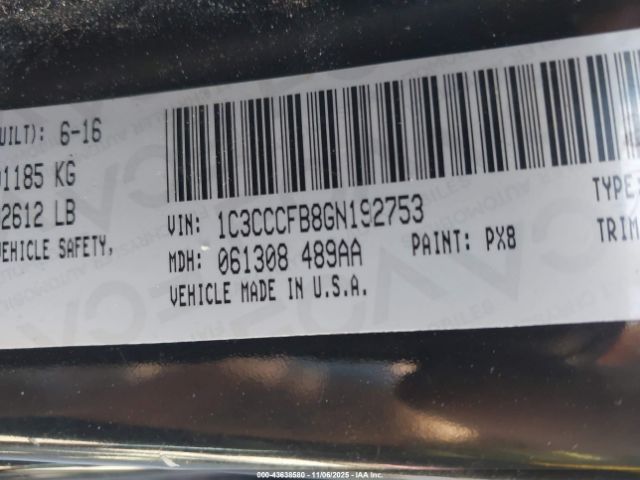 UILT): 6-16
1185 KG
2612 LB
VEHICLE SAFETY,
VIN: 1C3CCCFB8GN192753
TYPE:
MDH: 061308 489AA PAINT: PX8 TRIM
VEHICLE MADE IN U.S.A.
000-43638580 - 11/06/2025 - IAA Inc.